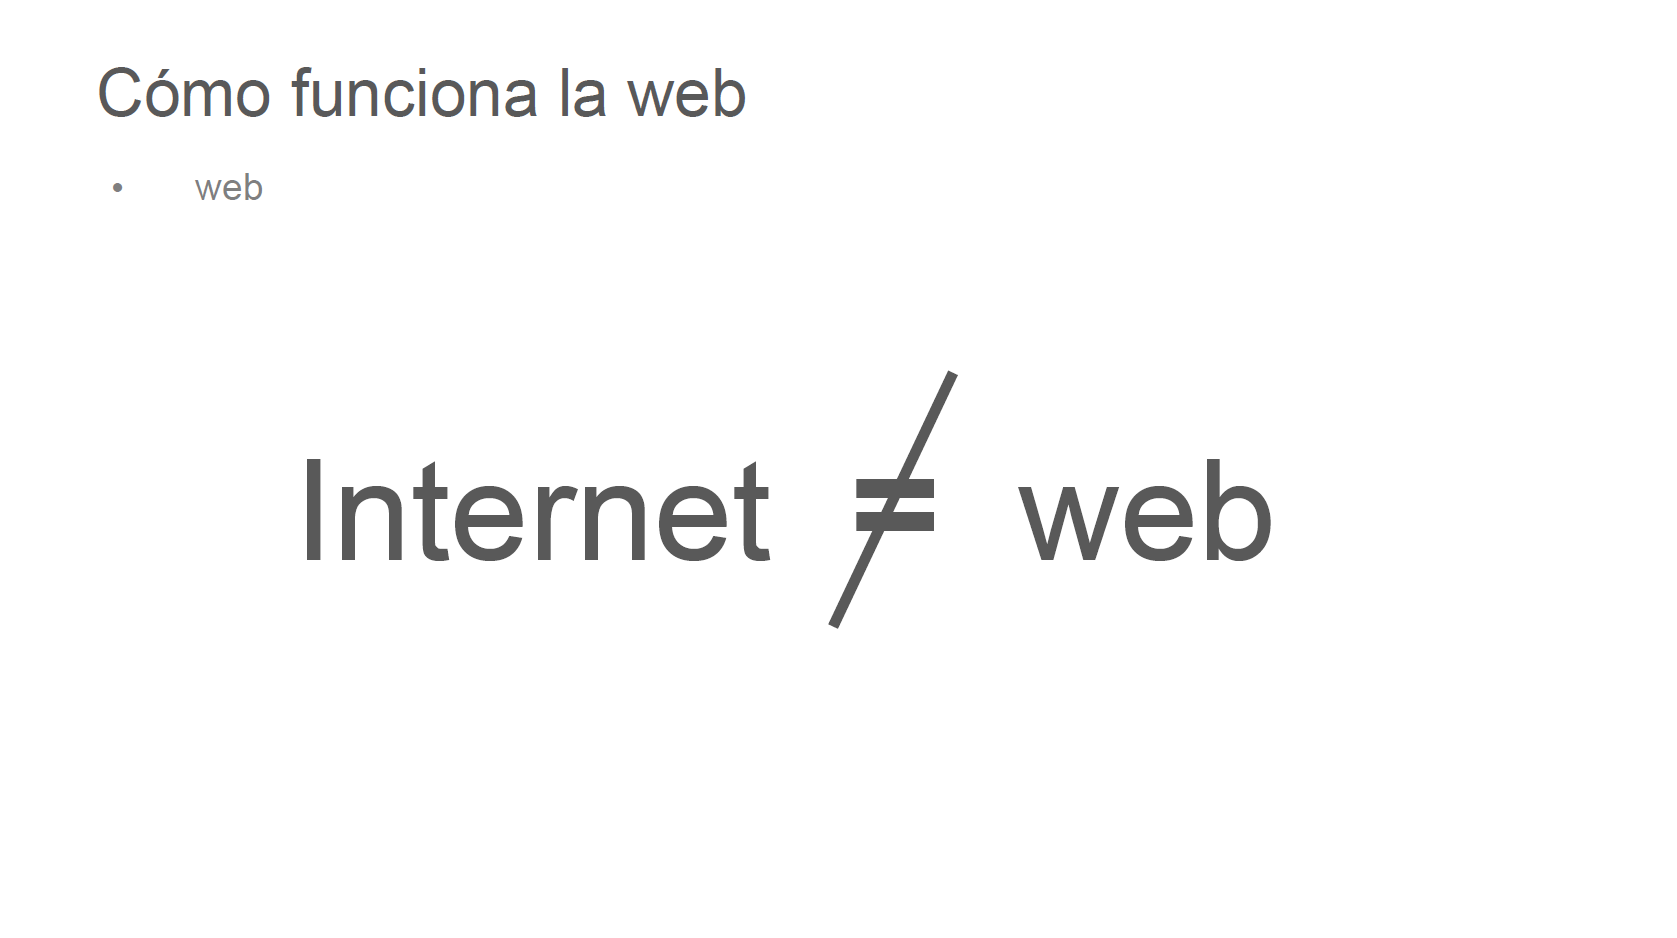 Cómo funciona la web
• web
Internet ≠ web